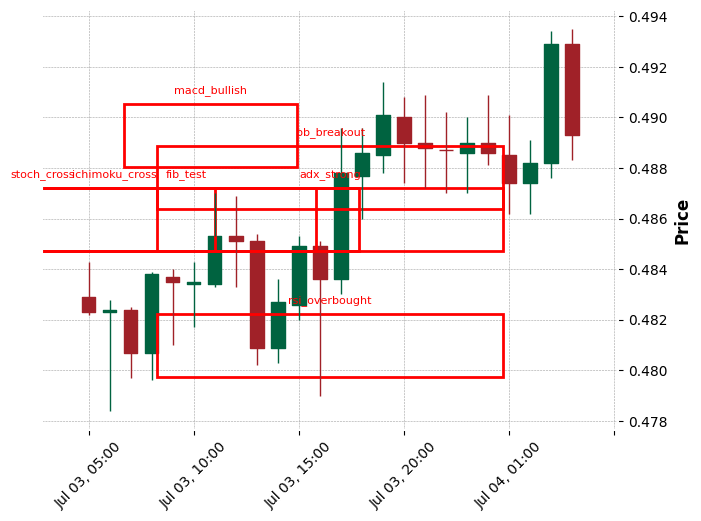 macd_bullish
bb_breakout
stoch_cross
ichimoku_cross
fib_test
adx_strong
rsi_overbought
0.494
0.492
0.490
0.488
0.486
0.484
0.482
0.480
0.478
Price
Jul 03, 05:00
Jul 03, 10:00
Jul 03, 15:00
Jul 03, 20:00
Jul 04, 01:00